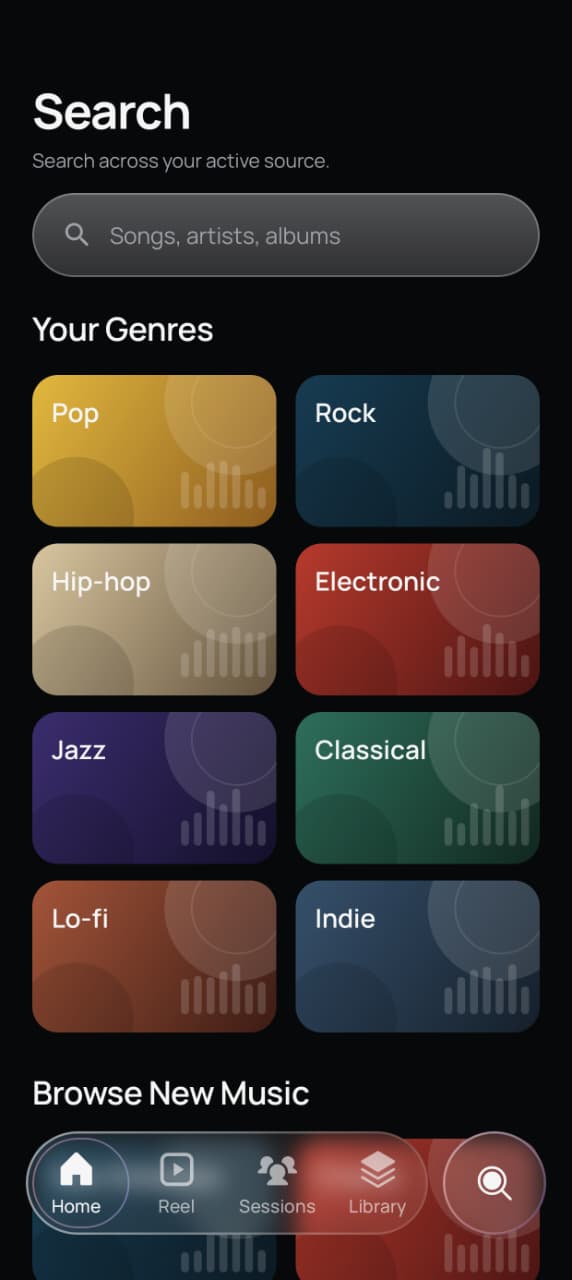 Search
Search across your active source.
Songs, artists, albums
Your Genres
Pop
Rock
Hip-hop
Electronic
Jazz
Classical
Lo-fi
Indie
Browse New Music
Home
Reel
Sessions
Library